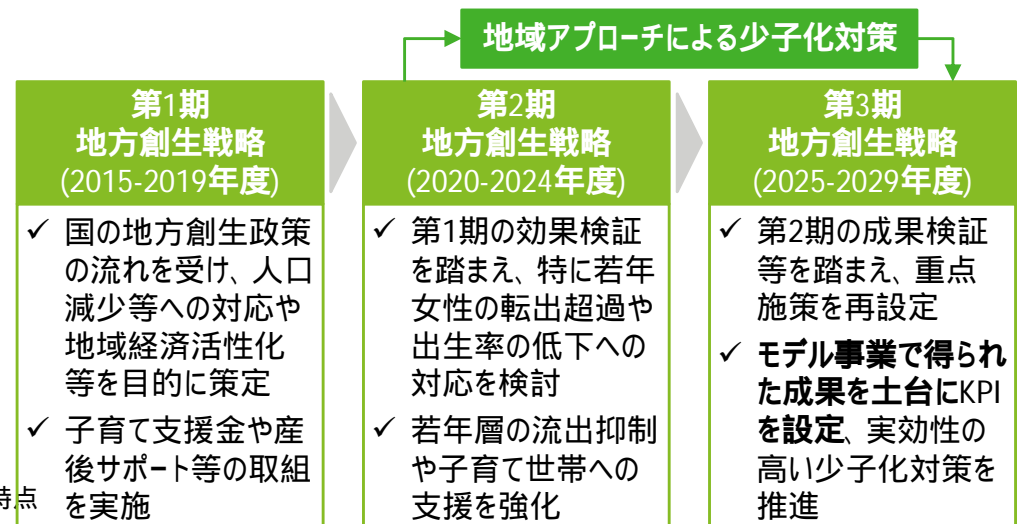 地域アプローチによる少子化対策
第1期
地方創生戦略
(2015-2019年度)
✓ 国の地方創生政策
の流れを受け、人口
減少等への対応や
地域経済活性化
等を目的に策定
✓ 子育て支援金や産
後サポート等の取組
を実施
第2期
地方創生戦略
(2020-2024年度)
✓ 第1期の効果検証
を踏まえ、特に若年
女性の転出超過や
出生率の低下への
対応を検討
✓ 若年層の流出抑制
や子育て世帯への
支援を強化
第3期
地方創生戦略
(2025-2029年度)
✓ 第2期の成果検証
等を踏まえ、重点
施策を再設定
✓ モデル事業で得られ
た成果を土台にKPI
を設定、実効性の
高い少子化対策を
推進
時点